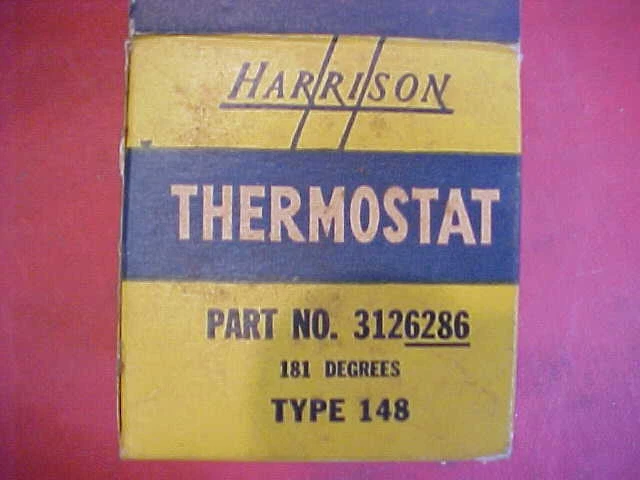 HARRISON
THERMOSTAT
PART NO. 3126286
181 DEGREES
TYPE 148